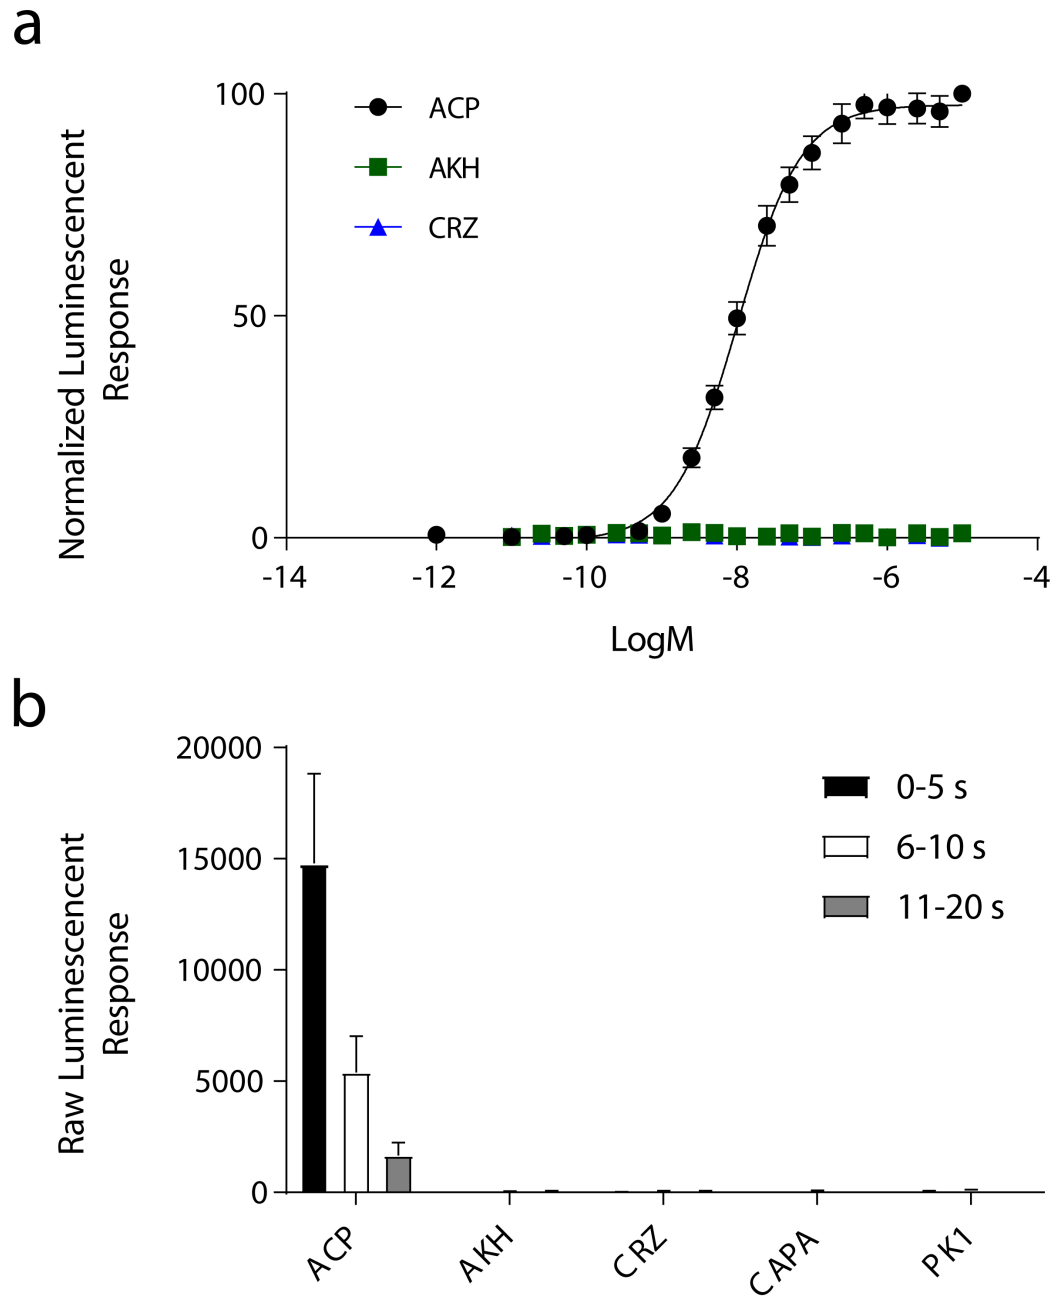 a
Normalized Luminescent
Response
100
50
0
ACP
AKH
CRZ
-14 -12 -10 -8 -6 -4
LogM
b
Raw Luminescent
Response
20000
15000
10000
5000
0
0-5 s
6-10 s
11-20 s
ACP AKH CRZ CAPA PK1